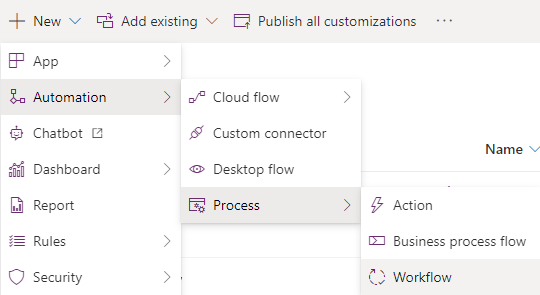 New Add existing Publish all customizations ...
App
Automation
Cloud flow
Chatbot
Custom connector
Name
Dashboard
Desktop flow
Report
Process
Action
Rules
Business process flow
Security
Workflow